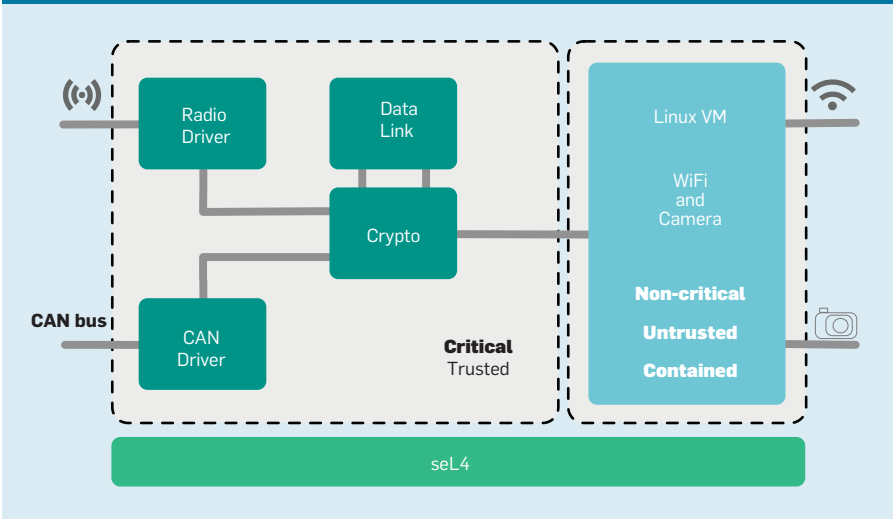 Radio
Driver
Data
Link
Linux VM
WiFi
and
Camera
Crypto
Non-critical
Untrusted
Contained
CAN bus
CAN
Driver
Critical
Trusted
seL4